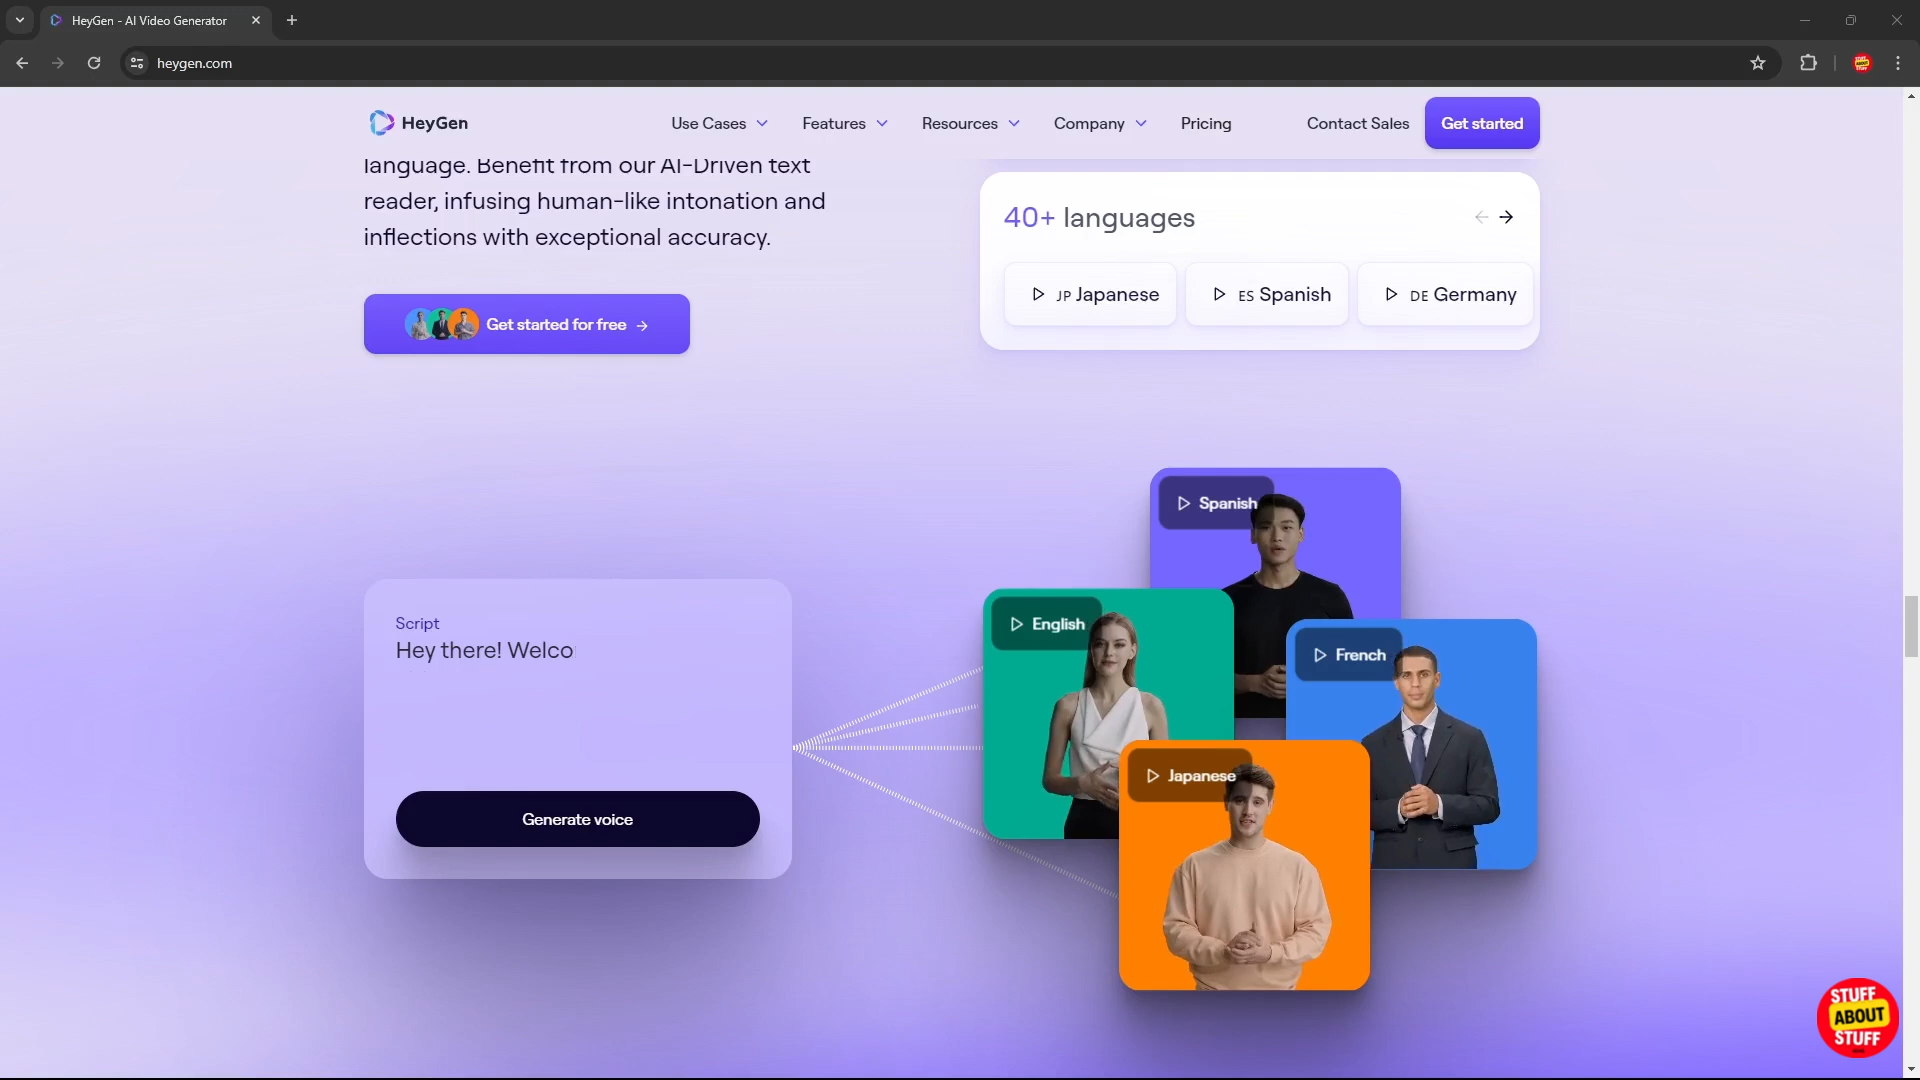 HeyGen - AI Video Generator
heygen.com
HeyGen
Use Cases
Features
Resources
Company
Pricing
Contact Sales
Get started
language. Benefit from our AI-Driven text
reader, infusing human-like intonation and
inflections with exceptional accuracy.
Get started for free →
40+ languages
JP Japanese
ES Spanish
DE Germany
Spanish
English
French
Japanese
Script
Hey there! Welco
Generate voice
STUFF
ABOUT
STUFF